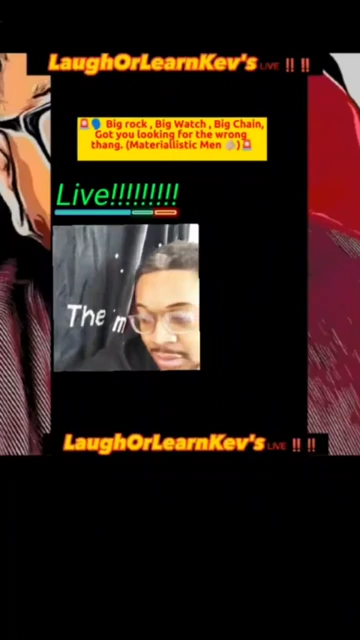 LaughOrLearnKev's LIVE ‼️‼️
🚨🗣️ Big rock , Big Watch , Big Chain,
Got you looking for the wrong
thang. (Materiallistic Men 🪨)🚨
Live!!!!!!!!!
The m
LaughOrLearnKev's LIVE ‼️‼️